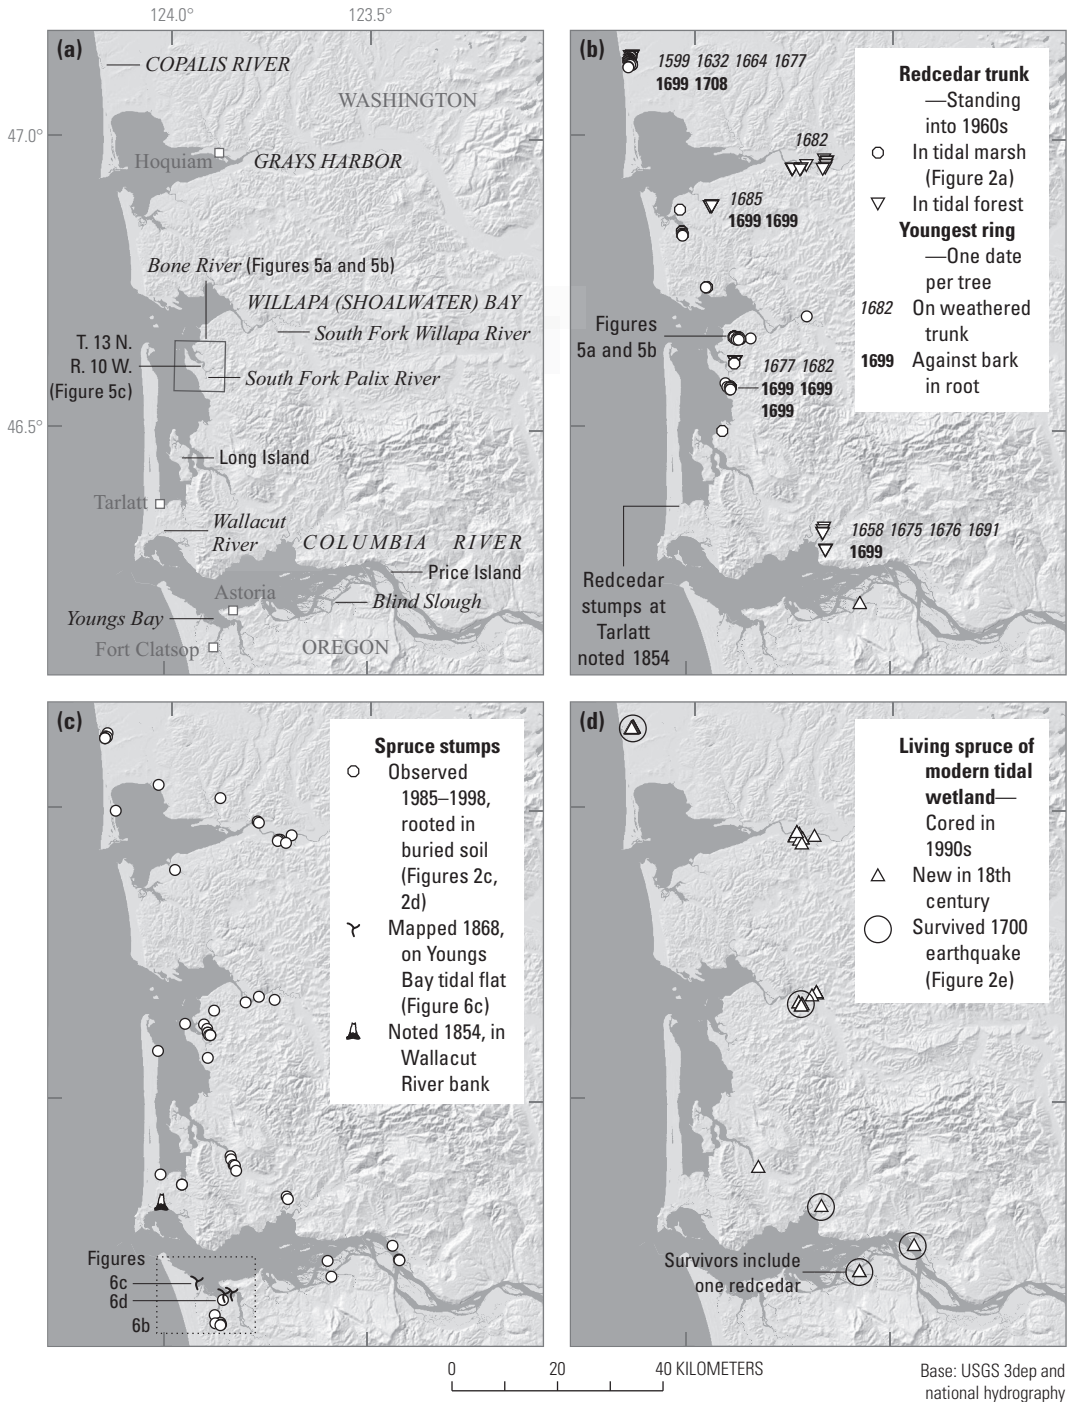 124.0°
123.5°
(a)
COPALIS RIVER
WASHINGTON
47.0°
Hoquiam
GRAYS HARBOR
Bone River (Figures 5a and 5b)
WILLAPA (SHOALWATER) BAY
South Fork Willapa River
T. 13 N.
R. 10 W.
(Figure 5c)
South Fork Palix River
46.5°
Long Island
Tarlatt
Wallacut
River
COLUMBIA RIVER
Price Island
Astoria
Blind Slough
Youngs Bay
Fort Clatsop
OREGON
(b)
1599 1632 1664 1677
1699 1708
1682
1685
1699 1699
Figures
5a and 5b
1677 1682
1699 1699
1699
1658 1675 1676 1691
1699
Redcedar
stumps at
Tarlatt
noted 1854
Redcedar trunk
—Standing
into 1960s
In tidal marsh
(Figure 2a)
In tidal forest
Youngest ring
—One date
per tree
1682 On weathered
trunk
1699 Against bark
in root
(c)
Spruce stumps
Observed
1985–1998,
rooted in
buried soil
(Figures 2c,
2d)
Mapped 1868,
on Youngs
Bay tidal flat
(Figure 6c)
Noted 1854, in
Wallacut
River bank
Figures
6c
6d
6b
(d)
Living spruce of
modern tidal
wetland—
Cored in
1990s
New in 18th
century
Survived 1700
earthquake
(Figure 2e)
Survivors include
one redcedar
0 20 40 KILOMETERS
Base: USGS 3dep and
national hydrography